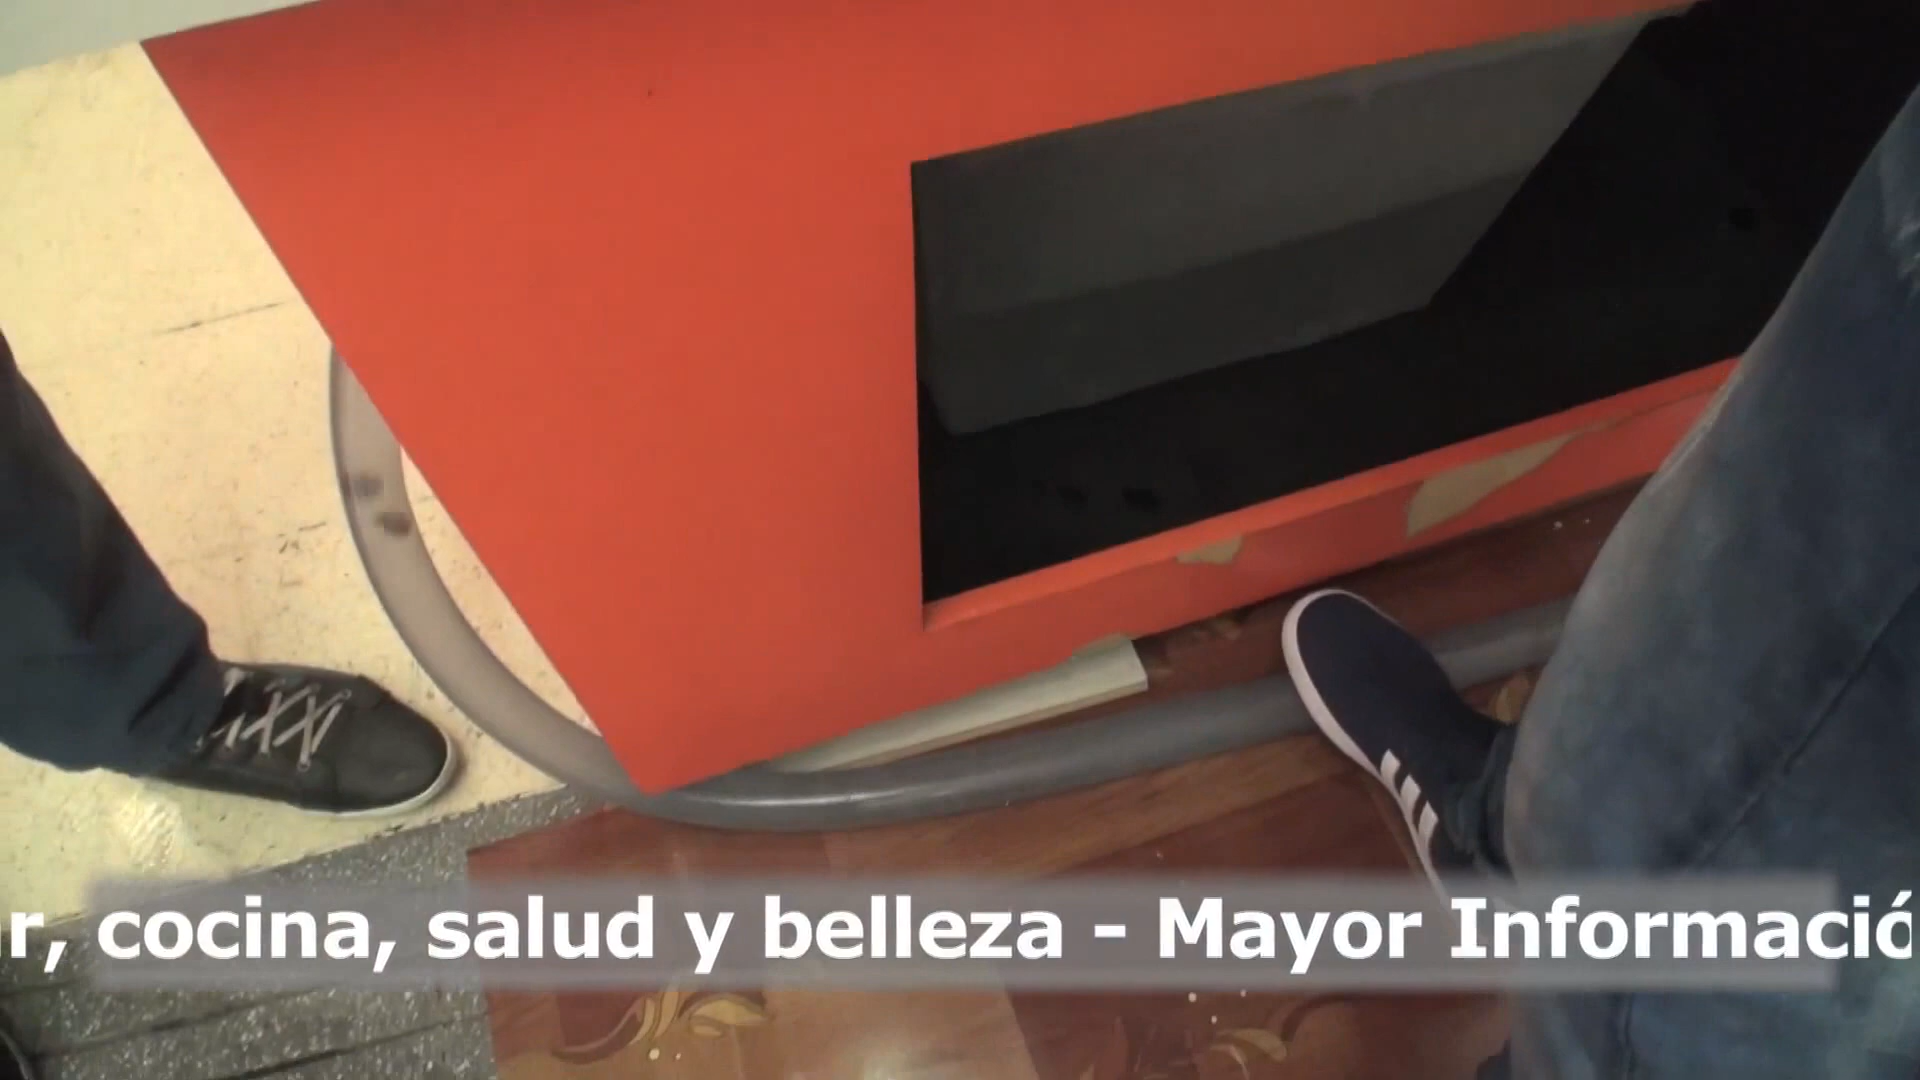 r, cocina, salud y belleza - Mayor Informació